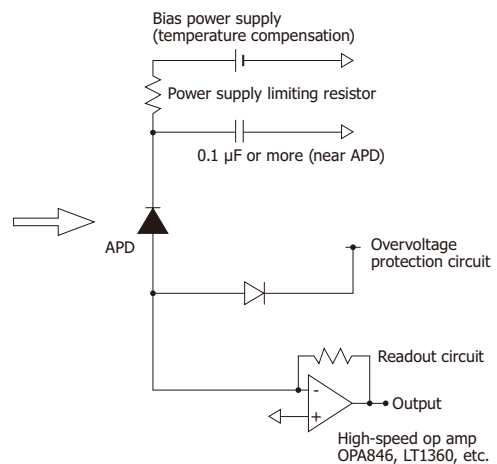 Bias power supply
(temperature compensation)
Power supply limiting resistor
0.1 µF or more (near APD)
APD
Overvoltage
protection circuit
Readout circuit
-
+
Output
High-speed op amp
OPA846, LT1360, etc.